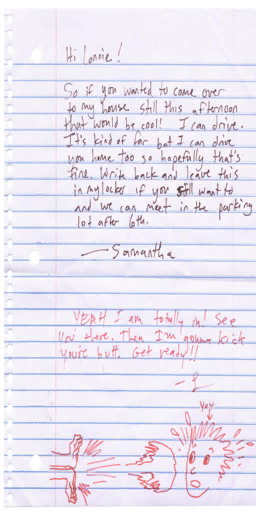 Hi Lonnie!
So if you wanted to come over
to my house still this afternoon
that would be cool! I can drive.
It's kind of far but I can drive
you home too so hopefully that's
fine. Write back and leave this
in my locker if you still want to
and we can meet in the parking
lot after 6th.
—Samantha
YEAH I am totally in! See
you there. Then I'm gonna kick
you're butt. Get ready!!
-L
YOU